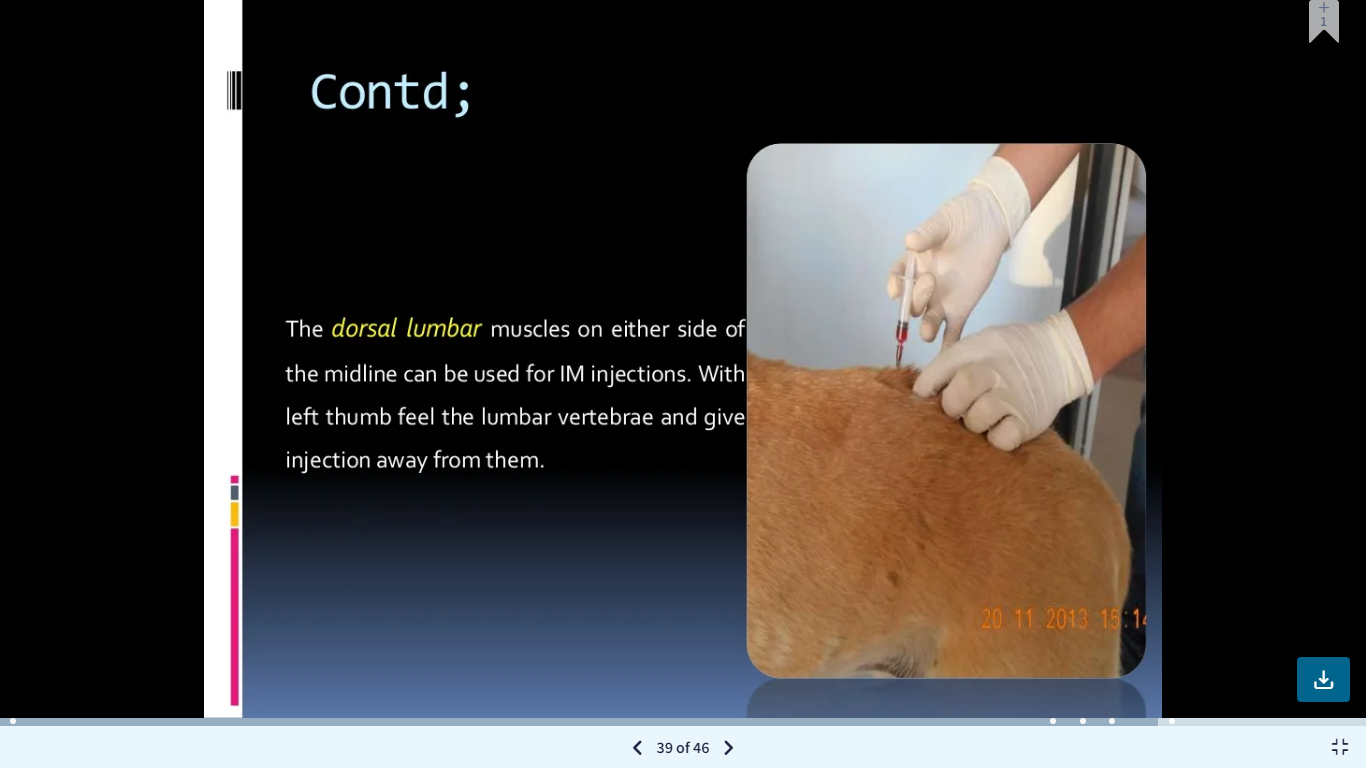 +
1
Contd;
The dorsal lumbar muscles on either side of
the midline can be used for IM injections. With
left thumb feel the lumbar vertebrae and give
injection away from them.
20 11 2013 15:14
39 of 46